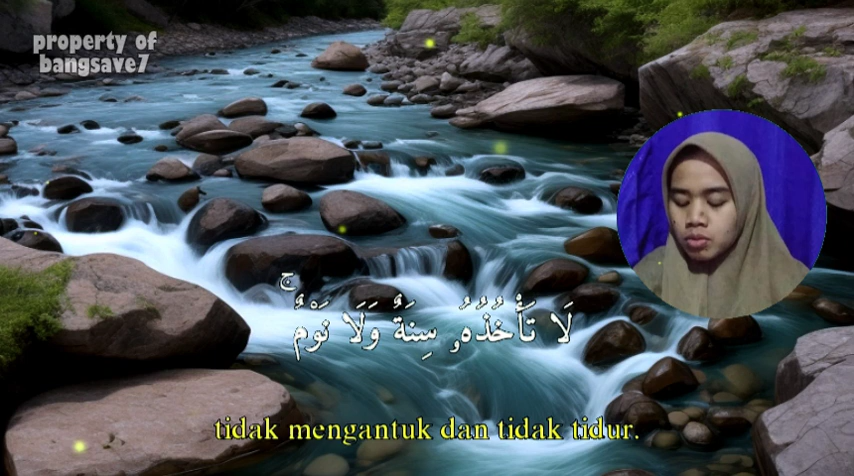 property of
bangsave7
لَا تَأْخُذُهُۥ سِنَةٌ وَلَا نَوْمٌ ۚ
tidak mengantuk dan tidak tidur.